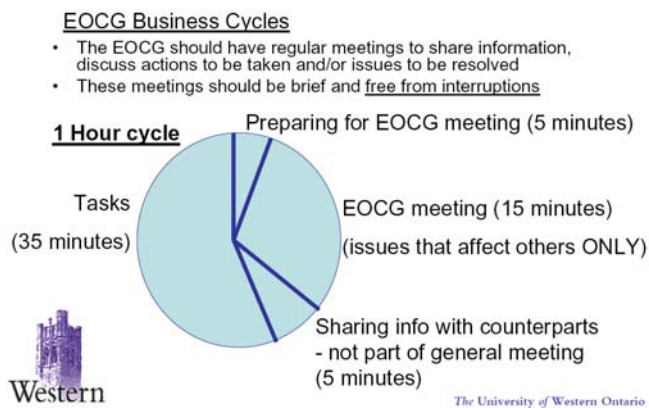 EOCG Business Cycles
• The EOCG should have regular meetings to share information,
discuss actions to be taken and/or issues to be resolved
• These meetings should be brief and free from interruptions
1 Hour cycle
Preparing for EOCG meeting (5 minutes)
Tasks
(35 minutes)
EOCG meeting (15 minutes)
(issues that affect others ONLY)
Sharing info with counterparts
- not part of general meeting
(5 minutes)
Western
The University of Western Ontario